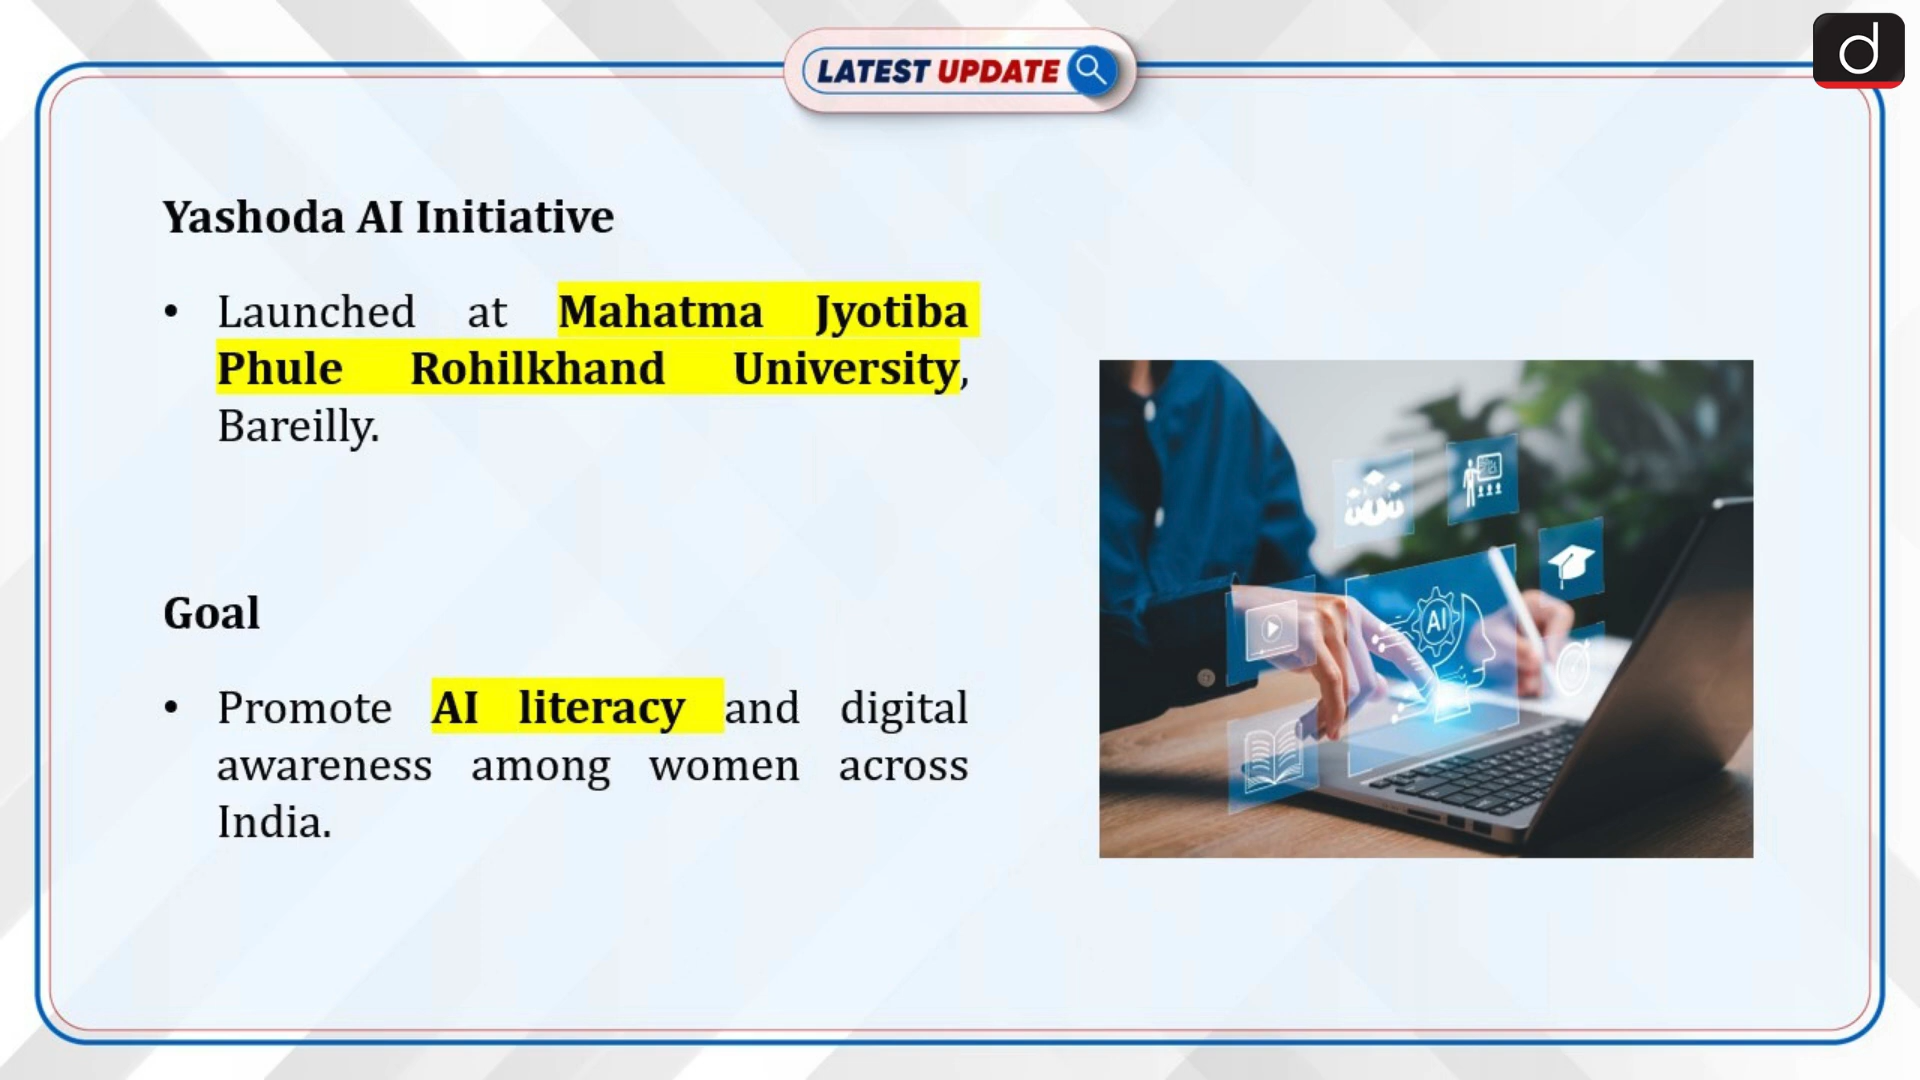 LATEST UPDATE
d
Yashoda AI Initiative
• Launched at Mahatma Jyotiba
Phule Rohilkhand University,
Bareilly.
AI
Goal
• Promote AI literacy and digital
awareness among women across
India.